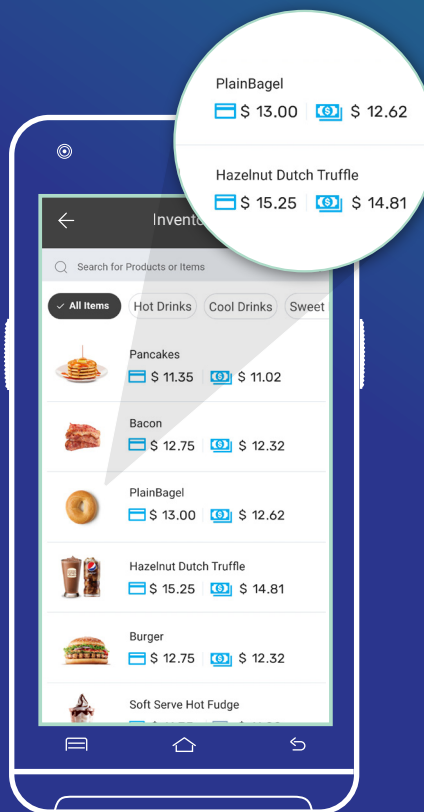 PlainBagel
$ 13.00 $ 12.62
Hazelnut Dutch Truffle
$ 15.25 $ 14.81
Search for Products or Items
All Items Hot Drinks Cool Drinks Sweet
Pancakes
$ 11.35 $ 11.02
Bacon
$ 12.75 $ 12.32
PlainBagel
$ 13.00 $ 12.62
Hazelnut Dutch Truffle
$ 15.25 $ 14.81
Burger
$ 12.75 $ 12.32
Soft Serve Hot Fudge